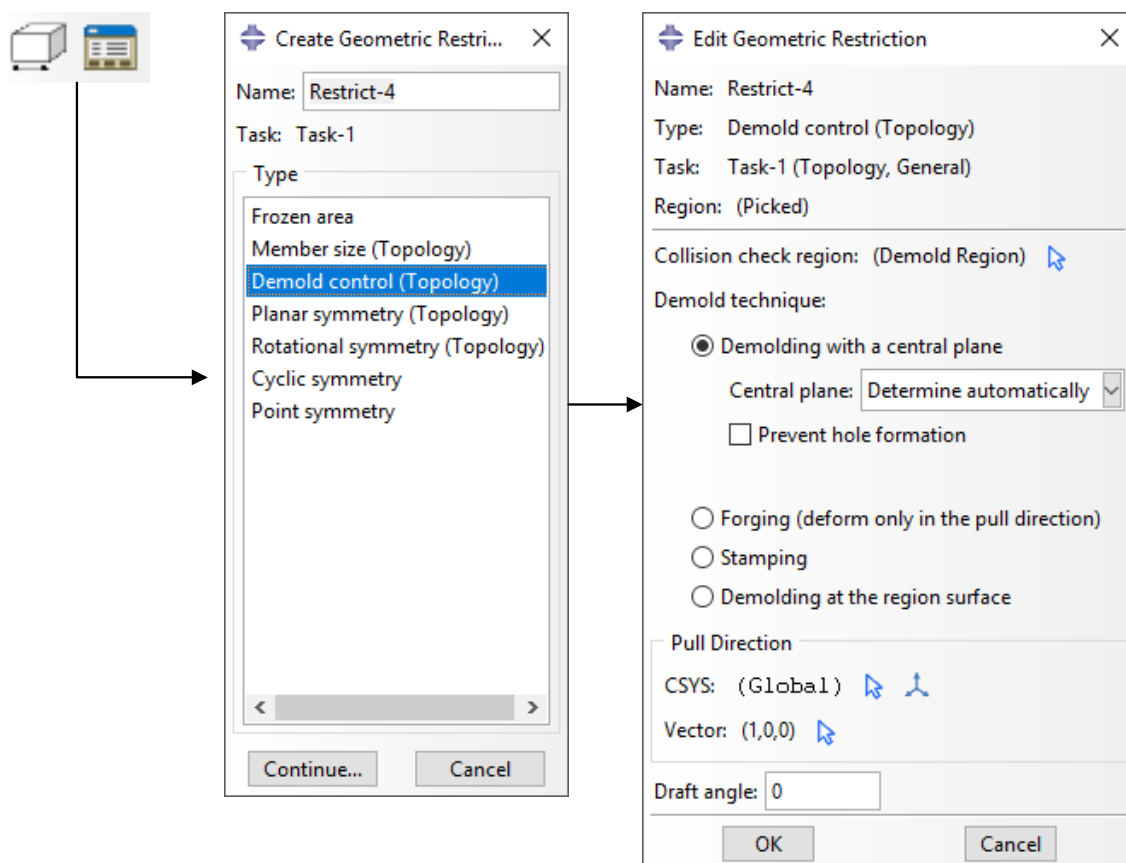 Create Geometric Restri...
Name: Restrict-4
Task: Task-1
Type
Frozen area
Member size (Topology)
Demold control (Topology)
Planar symmetry (Topology)
Rotational symmetry (Topology)
Cyclic symmetry
Point symmetry
Continue...
Cancel
Edit Geometric Restriction
Name: Restrict-4
Type: Demold control (Topology)
Task: Task-1 (Topology, General)
Region: (Picked)
Collision check region: (Demold Region)
Demold technique:
Demolding with a central plane
Central plane: Determine automatically
Prevent hole formation
Forging (deform only in the pull direction)
Stamping
Demolding at the region surface
Pull Direction
CSYS: (Global)
Vector: (1,0,0)
Draft angle: 0
OK
Cancel